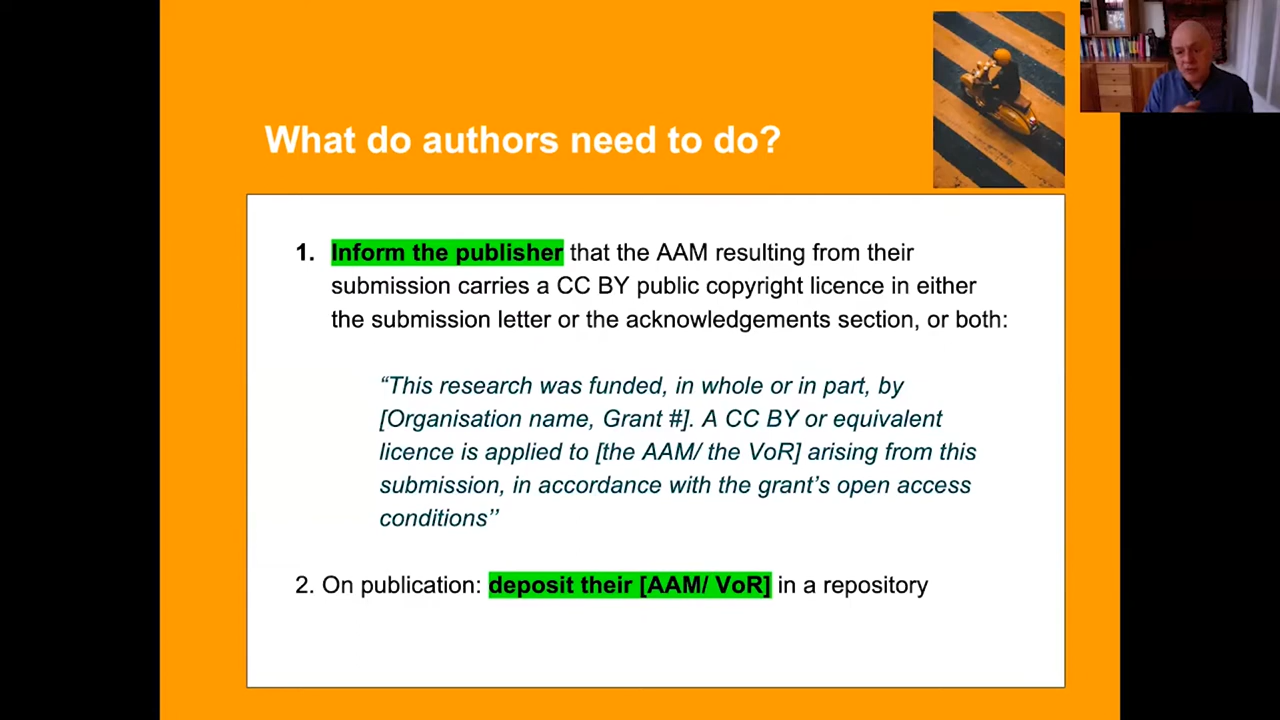 What do authors need to do?
1. Inform the publisher that the AAM resulting from their
submission carries a CC BY public copyright licence in either
the submission letter or the acknowledgements section, or both:
“This research was funded, in whole or in part, by
[Organisation name, Grant #]. A CC BY or equivalent
licence is applied to [the AAM/ the VoR] arising from this
submission, in accordance with the grant’s open access
conditions’’
2. On publication: deposit their [AAM/ VoR] in a repository